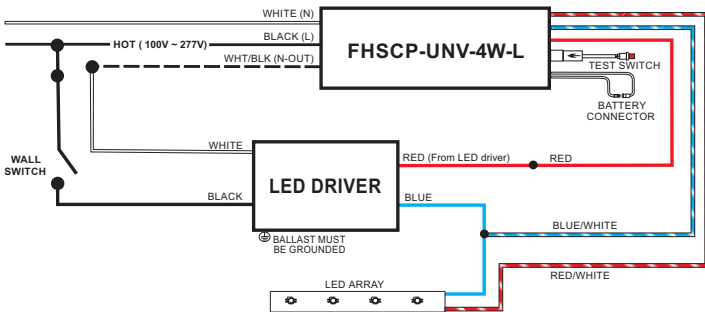 WHITE (N)
BLACK (L)
HOT ( 100V ~ 277V)
WHT/BLK (N-OUT)
FHSCP-UNV-4W-L
TEST SWITCH
BATTERY
CONNECTOR
WALL
SWITCH
WHITE
BLACK
LED DRIVER
RED (From LED driver)
RED
BLUE
BALLAST MUST
BE GROUNDED
BLUE/WHITE
RED/WHITE
LED ARRAY